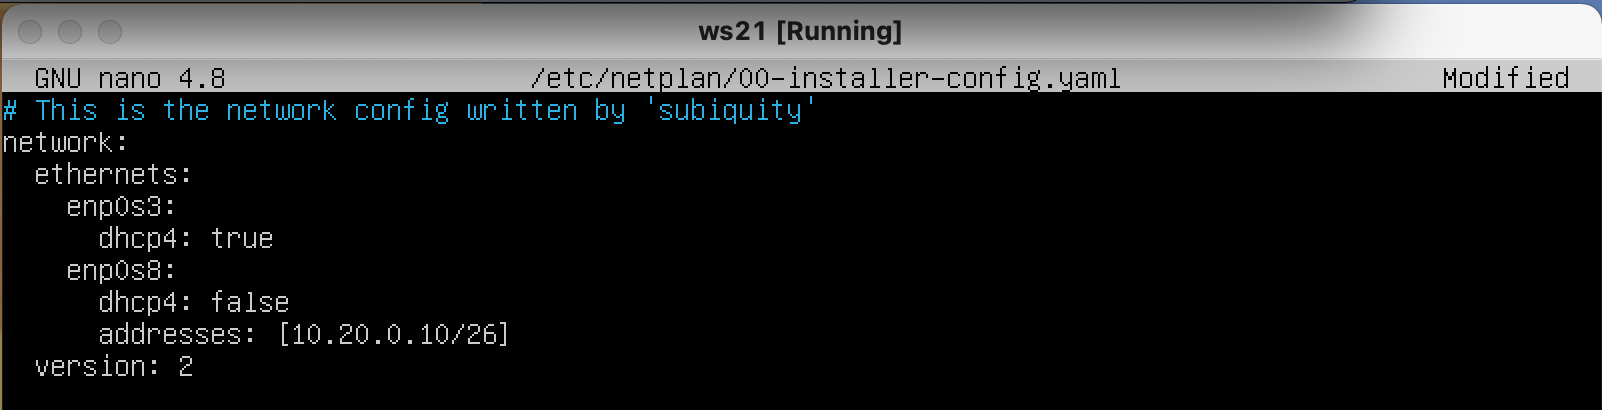 ws21 [Running]
GNU nano 4.8 /etc/netplan/00-installer-config.yaml Modified
# This is the network config written by 'subiquity'
network:
  ethernets:
    enp0s3:
      dhcp4: true
    enp0s8:
      dhcp4: false
      addresses: [10.20.0.10/26]
  version: 2